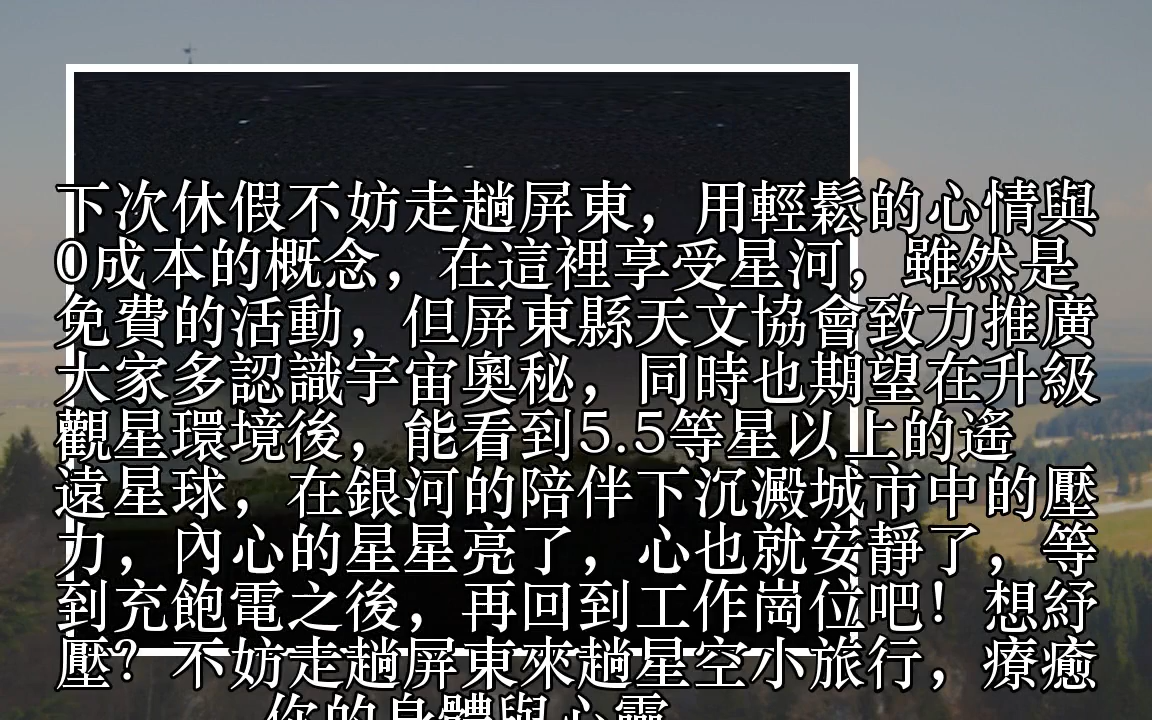 下次休假不妨走趟屏東，用輕鬆的心情與
0成本的概念，在這裡享受星河，雖然是
免費的活動，但屏東縣天文協會致力推廣
大家多認識宇宙奧秘，同時也期望在升級
觀星環境後，能看到5.5等星以上的遙
遠星球，在銀河的陪伴下沉澱城市中的壓
力，內心的星星亮了，心也就安靜了，等
到充飽電之後，再回到工作崗位吧！想紓
壓？不妨走趟屏東來趟星空小旅行，療癒
你的身體與心靈